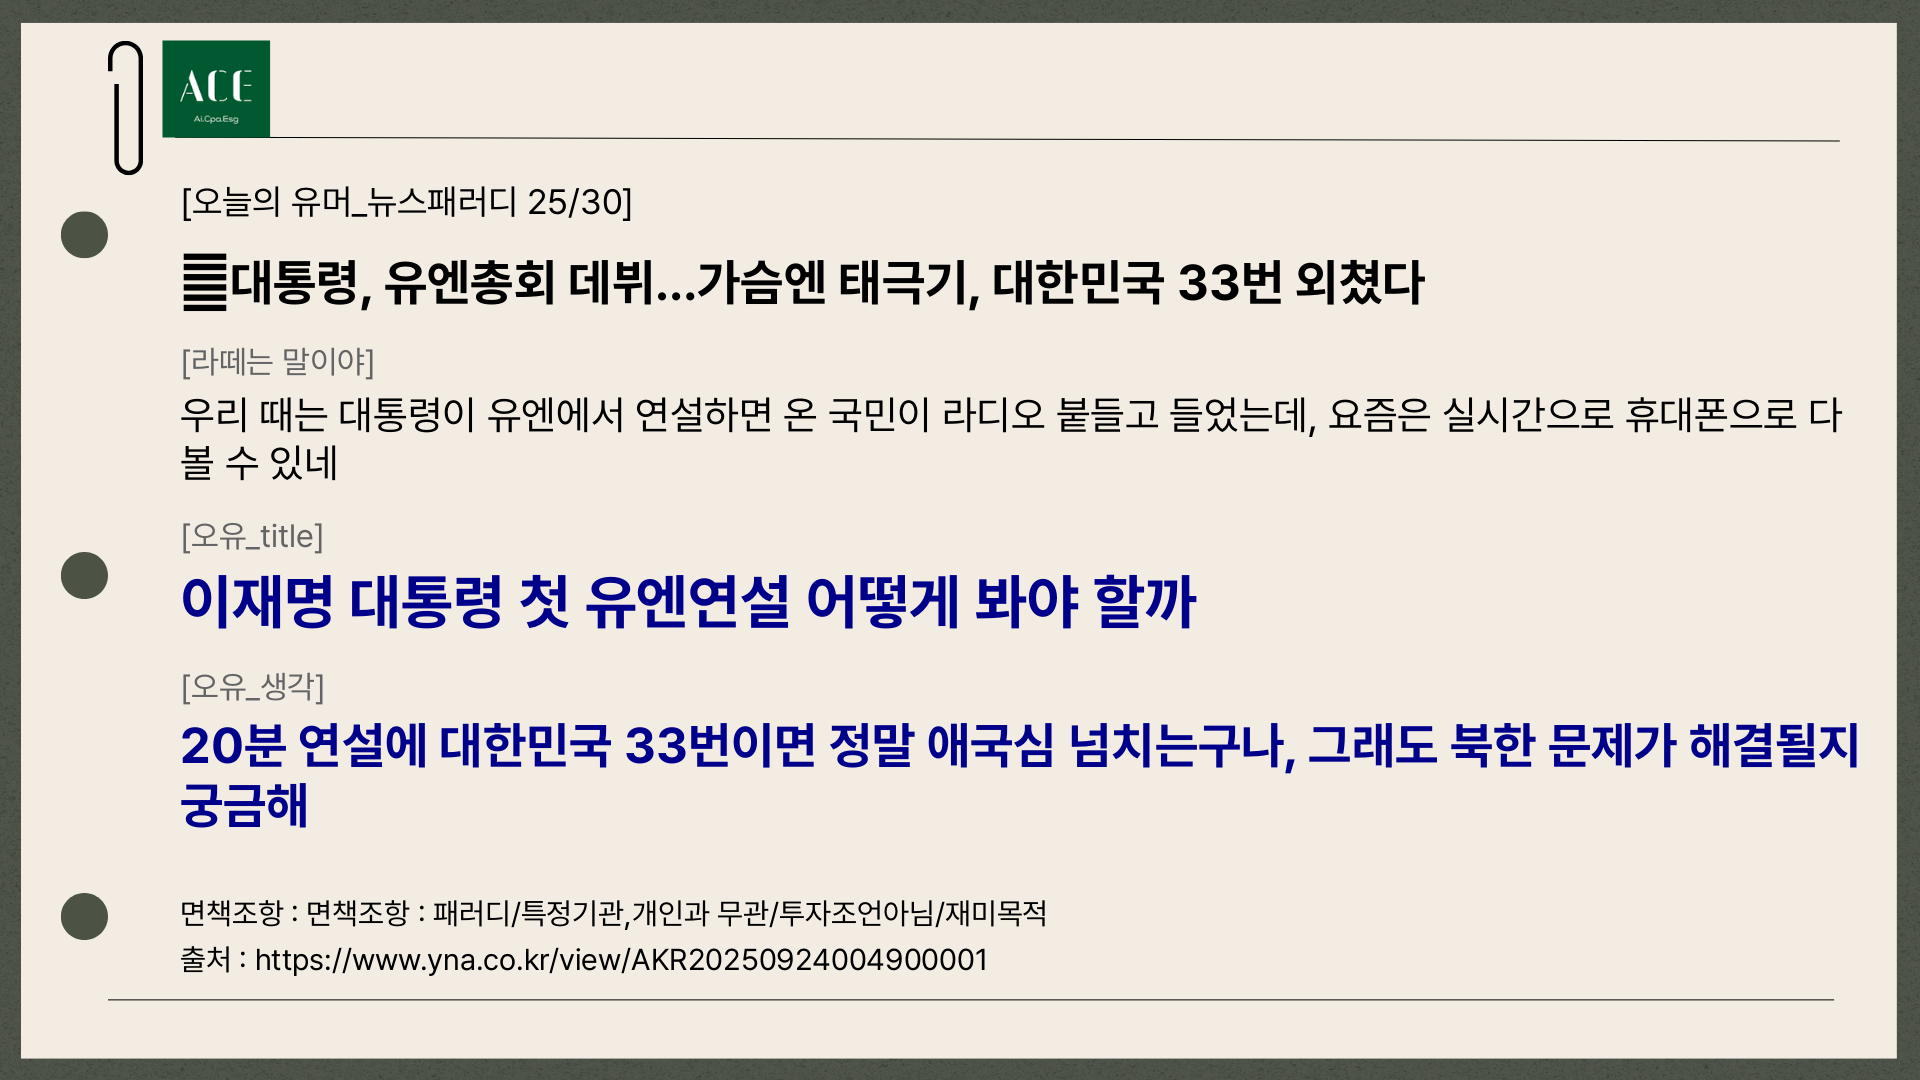 ACE
Ai.Cpa.Esg
[오늘의 유머_뉴스패러디 25/30]
대통령, 유엔총회 데뷔...가슴엔 태극기, 대한민국 33번 외쳤다
[라떼는 말이야]
우리 때는 대통령이 유엔에서 연설하면 온 국민이 라디오 붙들고 들었는데, 요즘은 실시간으로 휴대폰으로 다
볼 수 있네
[오유_title]
이재명 대통령 첫 유엔연설 어떻게 봐야 할까
[오유_생각]
20분 연설에 대한민국 33번이면 정말 애국심 넘치는구나, 그래도 북한 문제가 해결될지
궁금해
면책조항 : 면책조항 : 패러디/특정기관,개인과 무관/투자조언아님/재미목적
출처 : https://www.yna.co.kr/view/AKR20250924004900001